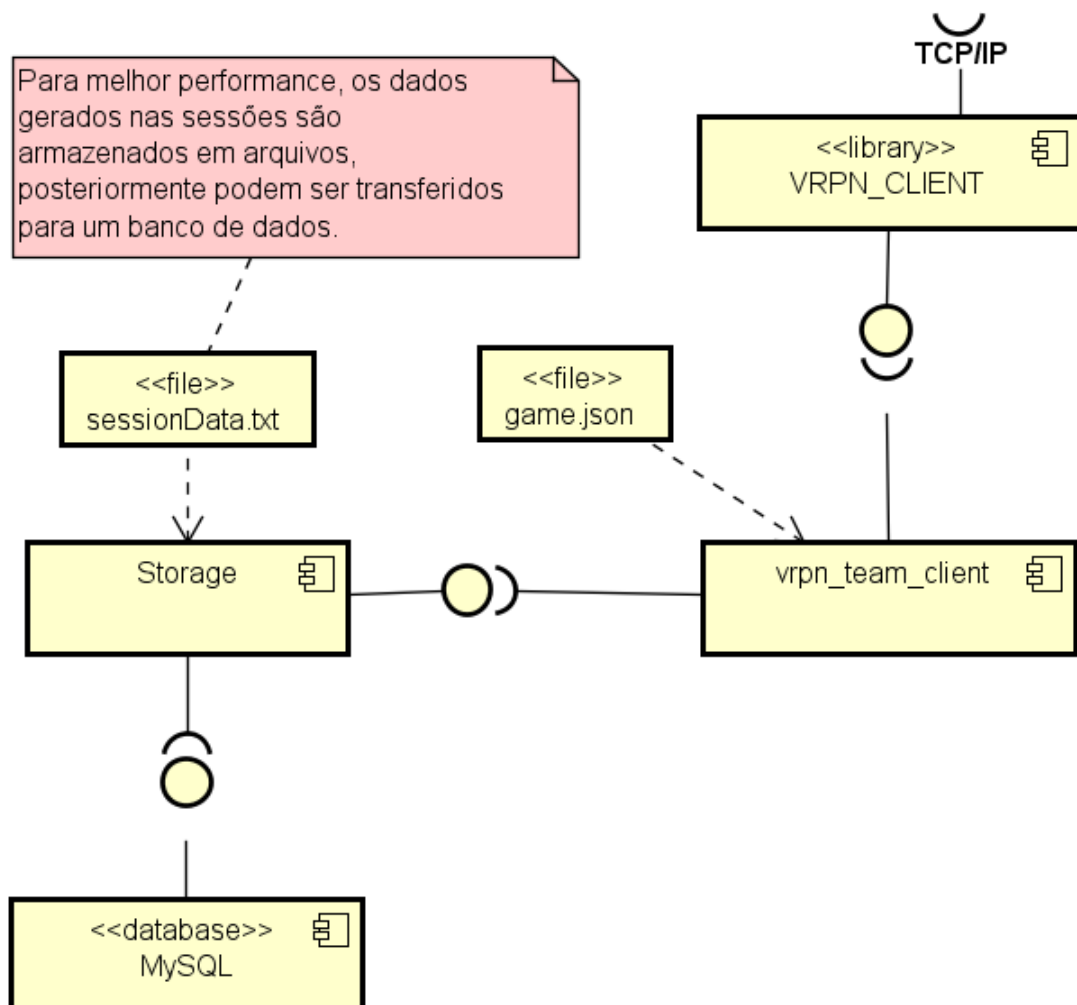 TCP/IP
Para melhor performance, os dados
gerados nas sessões são
armazenados em arquivos,
posteriormente podem ser transferidos
para um banco de dados.
<<library>>
VRPN_CLIENT
<<file>>
sessionData.txt
<<file>>
game.json
Storage
vrpn_team_client
<<database>>
MySQL